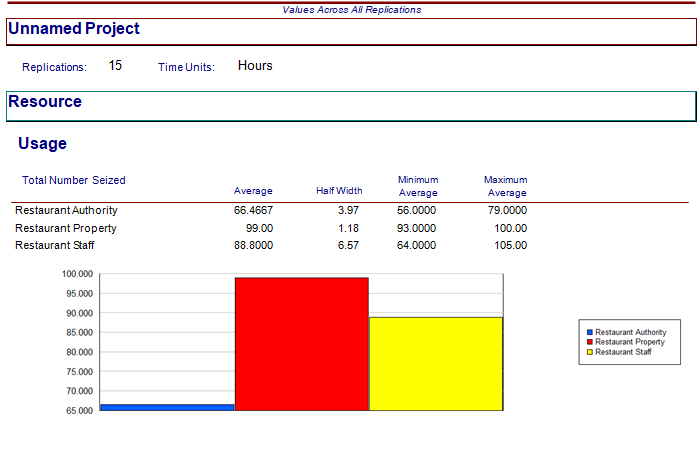 Values Across All Replications
Unnamed Project
Replications: 15 Time Units: Hours
Resource
Usage
Total Number Seized Average Half Width Minimum Average Maximum Average
Restaurant Authority 66.4667 3.97 56.0000 79.0000
Restaurant Property 99.00 1.18 93.0000 100.00
Restaurant Staff 88.8000 6.57 64.0000 105.00
100.000
95.000
90.000
85.000
80.000
75.000
70.000
65.000
Restaurant Authority
Restaurant Property
Restaurant Staff